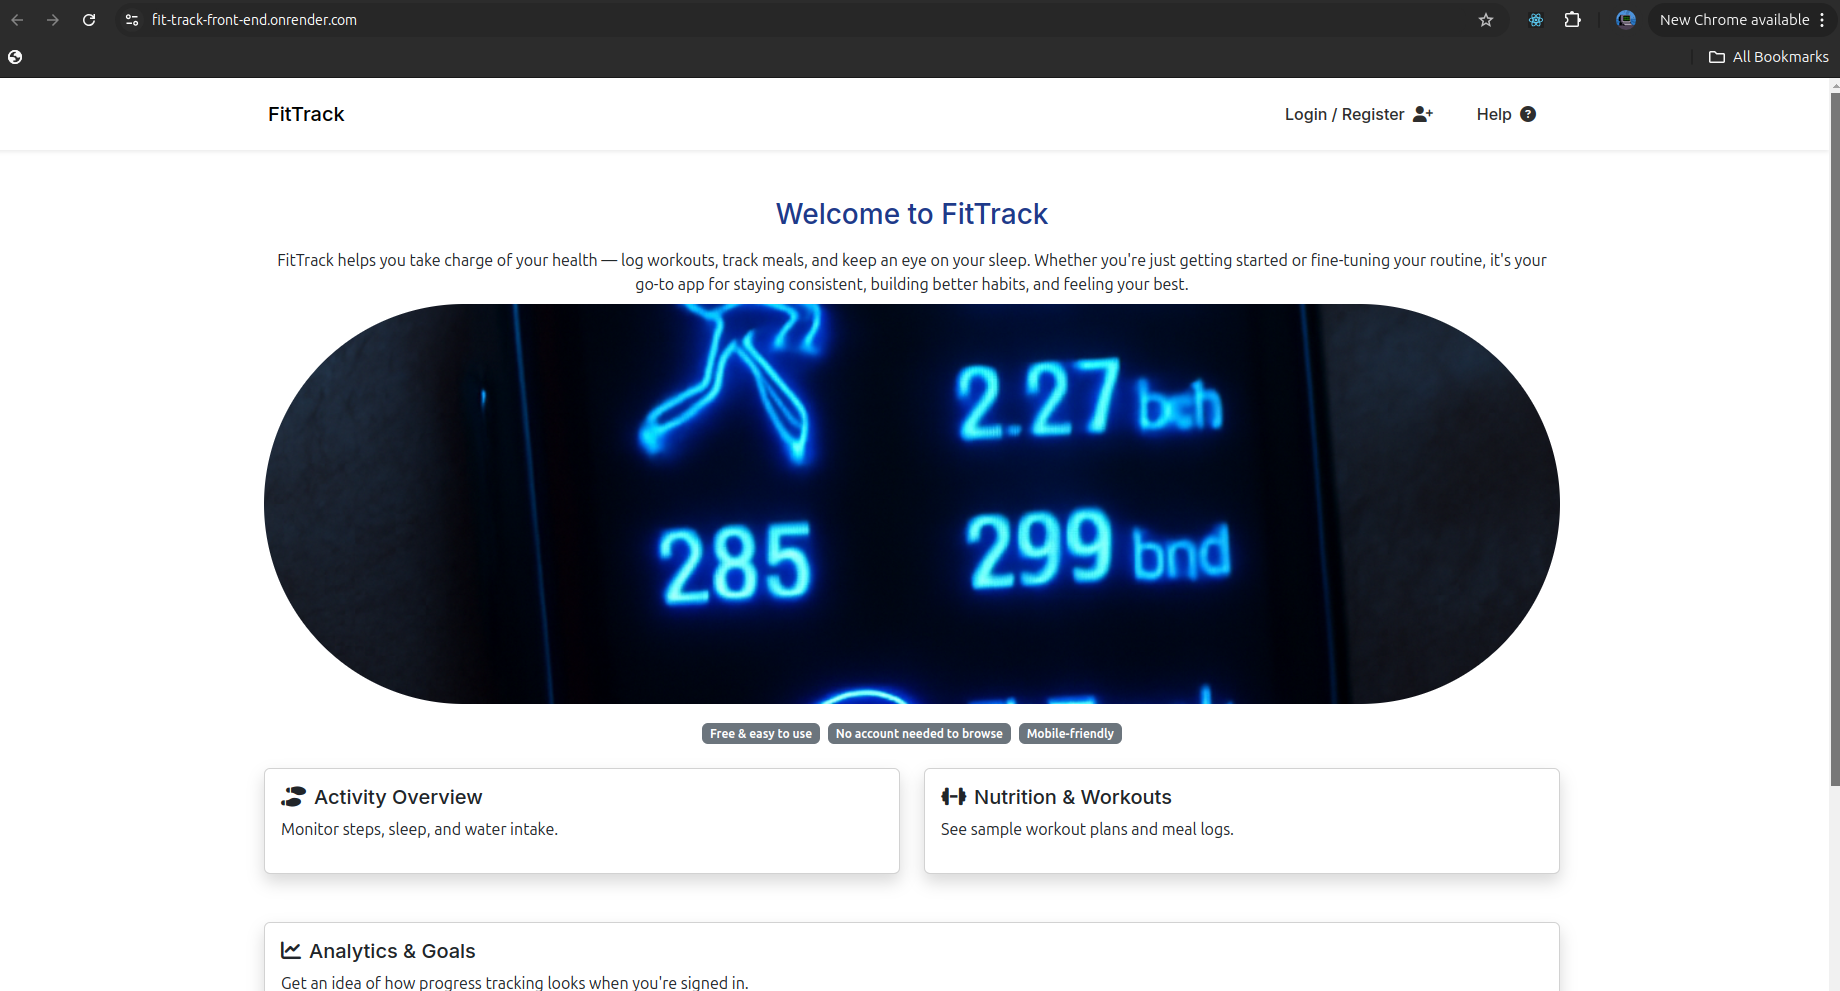 fit-track-front-end.onrender.com
New Chrome available
All Bookmarks
FitTrack
Login / Register
Help
Welcome to FitTrack
FitTrack helps you take charge of your health — log workouts, track meals, and keep an eye on your sleep. Whether you're just getting started or fine-tuning your routine, it's your
go-to app for staying consistent, building better habits, and feeling your best.
2.27 bch
285
299 bnd
Free & easy to use
No account needed to browse
Mobile-friendly
Activity Overview
Monitor steps, sleep, and water intake.
Nutrition & Workouts
See sample workout plans and meal logs.
Analytics & Goals
Get an idea of how progress tracking looks when you're signed in.